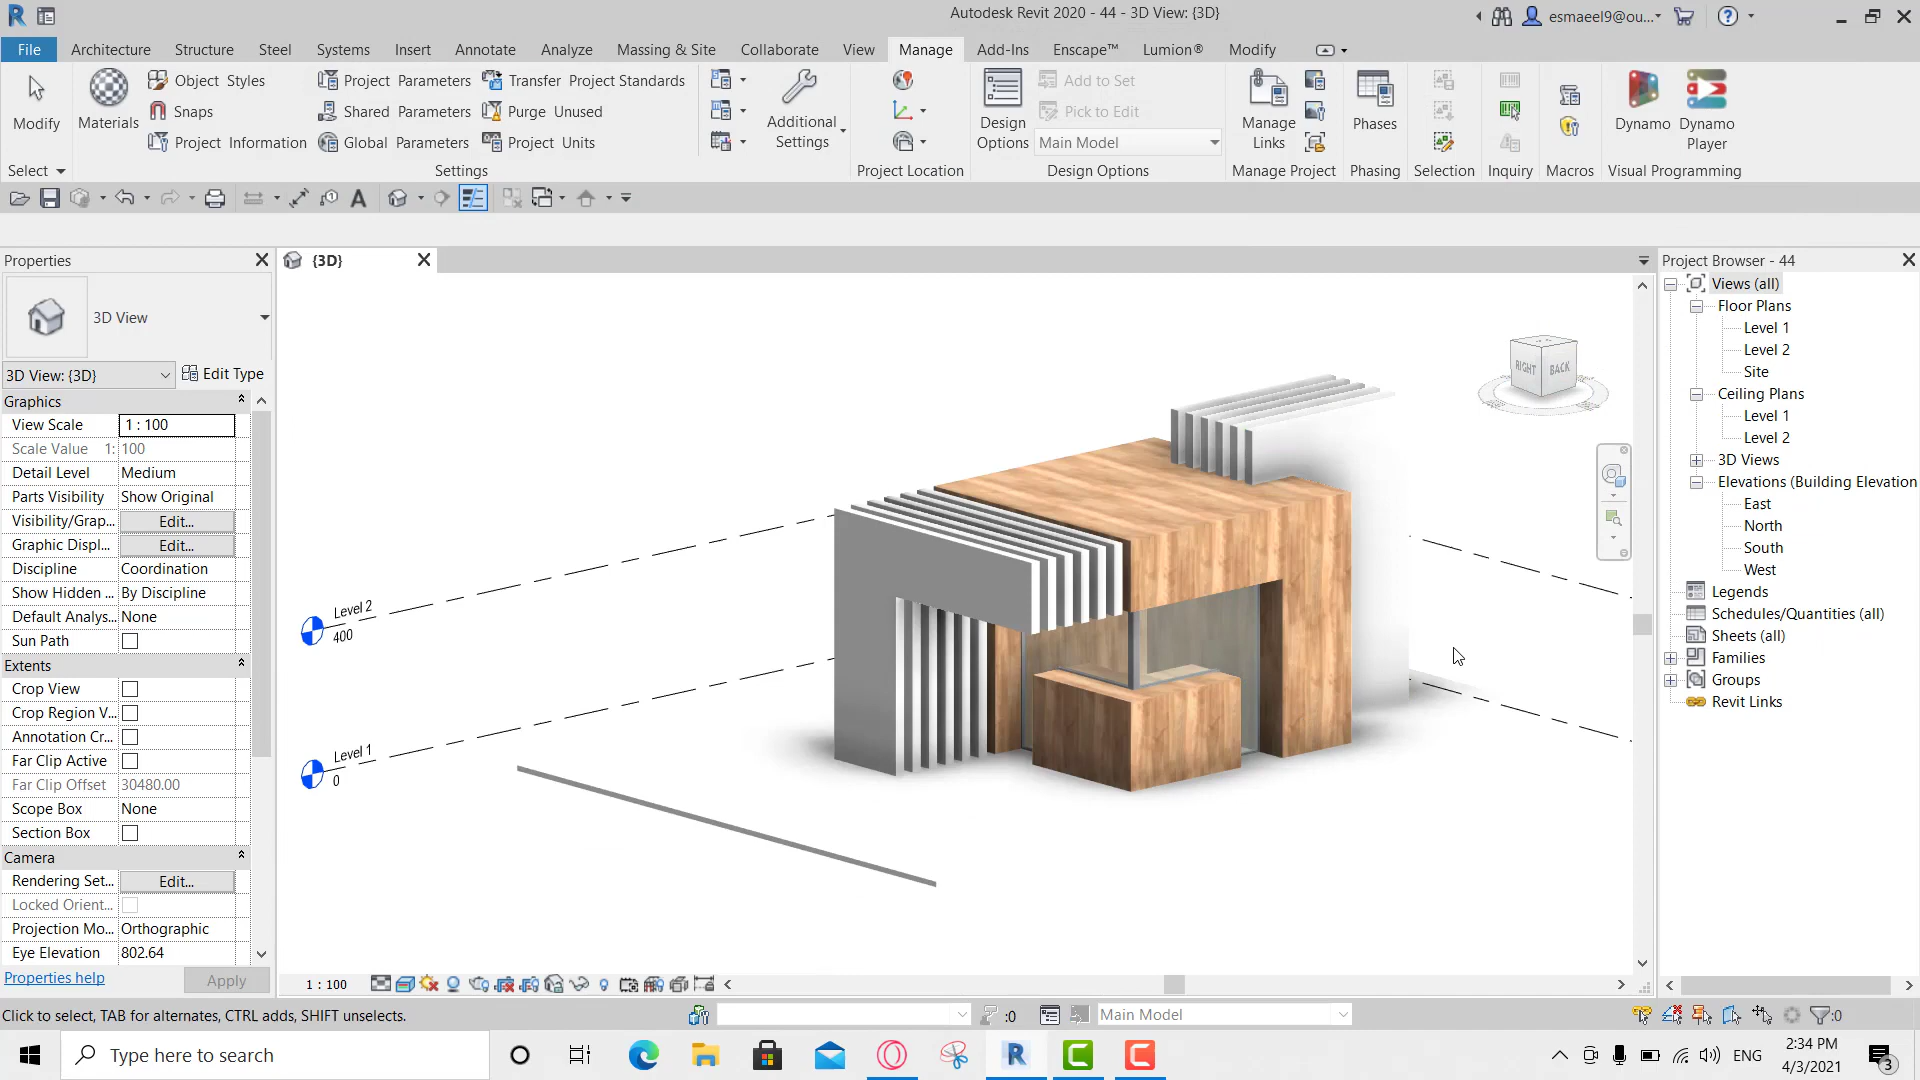 Autodesk Revit 2020 - 44 - 3D View: {3D}
esmaeel9@ou...
File Architecture Structure Steel Systems Insert Annotate Analyze Massing & Site Collaborate View Manage Add-Ins Enscape™ Lumion® Modify
Modify
Materials
Object Styles
Snaps
Project Information
Project Parameters
Shared Parameters
Global Parameters
Transfer Project Standards
Purge Unused
Project Units
Additional
Settings
Design
Options
Add to Set
Pick to Edit
Main Model
Manage
Links
Phases
Dynamo
Dynamo
Player
Select
Settings
Project Location
Design Options
Manage Project
Phasing
Selection
Inquiry
Macros
Visual Programming
Properties
3D View
3D View: {3D}
Edit Type
Graphics
View Scale 1 : 100
Scale Value 1: 100
Detail Level Medium
Parts Visibility Show Original
Visibility/Grap... Edit...
Graphic Displ... Edit...
Discipline Coordination
Show Hidden ... By Discipline
Default Analys... None
Sun Path
Extents
Crop View
Crop Region V...
Annotation Cr...
Far Clip Active
Far Clip Offset 30480.00
Scope Box None
Section Box
Camera
Rendering Set... Edit...
Locked Orient...
Projection Mo... Orthographic
Eye Elevation 802.64
Properties help
Apply
{3D}
RIGHT
BACK
Level 2
400
Level 1
0
1 : 100
Project Browser - 44
Views (all)
Floor Plans
Level 1
Level 2
Site
Ceiling Plans
Level 1
Level 2
3D Views
Elevations (Building Elevation
East
North
South
West
Legends
Schedules/Quantities (all)
Sheets (all)
Families
Groups
Revit Links
Click to select, TAB for alternates, CTRL adds, SHIFT unselects.
:0
Main Model
:0
Type here to search
ENG
2:34 PM
4/3/2021
3